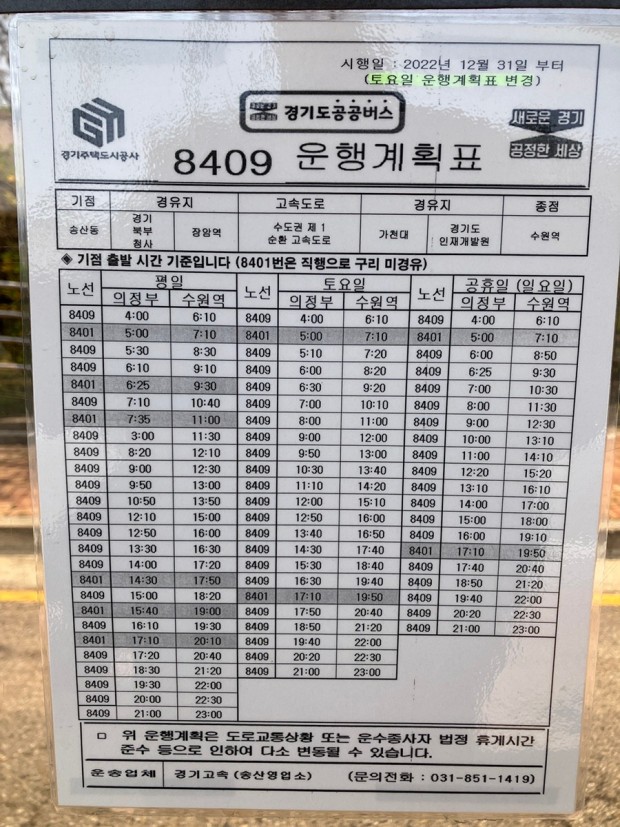 시행일 : 2022년 12월 31일 부터
(토요일 운행계획표 변경)
경기도공공버스
새로운 경기
공정한 세상
경기주택도시공사
8409 운행계획표
기점 경유지 고속도로 경유지 종점
송산동 경기북부청사 장암역 수도권 제1순환 고속도로 가천대 경기도인재개발원 수원역
◈ 기점 출발 시간 기준입니다 (8401번은 직행으로 구리 미경유)
노선 평일 노선 토요일 노선 공휴일 (일요일)
의정부 수원역 의정부 수원역 의정부 수원역
8409 4:00 6:10 8409 4:00 6:10 8409 4:00 6:10
8401 5:00 7:10 8401 5:00 7:10 8401 5:00 7:10
8409 5:30 8:30 8409 5:10 7:20 8409 6:00 8:50
8409 6:10 9:10 8409 6:00 8:20 8409 6:25 9:30
8401 6:25 9:30 8409 6:30 9:20 8409 7:00 10:30
8409 7:10 10:40 8409 7:00 10:10 8409 8:00 11:30
8401 7:35 11:00 8409 8:00 11:00 8409 9:00 12:30
8409 3:00 11:30 8409 9:00 12:00 8409 10:00 13:10
8409 8:20 12:10 8409 9:50 13:00 8409 11:00 14:10
8409 9:00 12:30 8409 10:30 13:40 8409 12:20 15:20
8409 9:50 13:00 8409 11:10 14:20 8409 13:10 16:10
8409 10:50 13:50 8409 12:00 15:10 8409 14:00 17:00
8409 12:10 15:00 8409 12:50 16:00 8409 15:00 18:00
8409 12:50 16:00 8409 13:40 16:50 8409 16:00 19:10
8409 13:30 16:30 8409 14:30 17:40 8401 17:10 19:50
8409 14:00 17:20 8409 15:30 18:40 8409 17:40 20:40
8401 14:30 17:50 8409 16:30 19:40 8409 18:50 21:20
8409 15:00 18:20 8401 17:10 19:50 8409 19:40 22:00
8401 15:40 19:00 8409 17:50 20:40 8409 20:20 22:30
8409 16:10 19:30 8409 18:50 21:20 8409 21:00 23:00
8401 17:10 20:10 8409 19:40 22:00
8409 17:20 20:40 8409 20:20 22:30
8409 18:30 21:20 8409 21:00 23:00
8409 19:30 22:00
8409 20:00 22:30
8409 21:00 23:00
□ 위 운행계획은 도로교통상황 또는 운수종사자 법정 휴게시간
준수 등으로 인하여 다소 변동될 수 있습니다.
운송업체 경기고속 (송산영업소) (문의전화 : 031-851-1419)